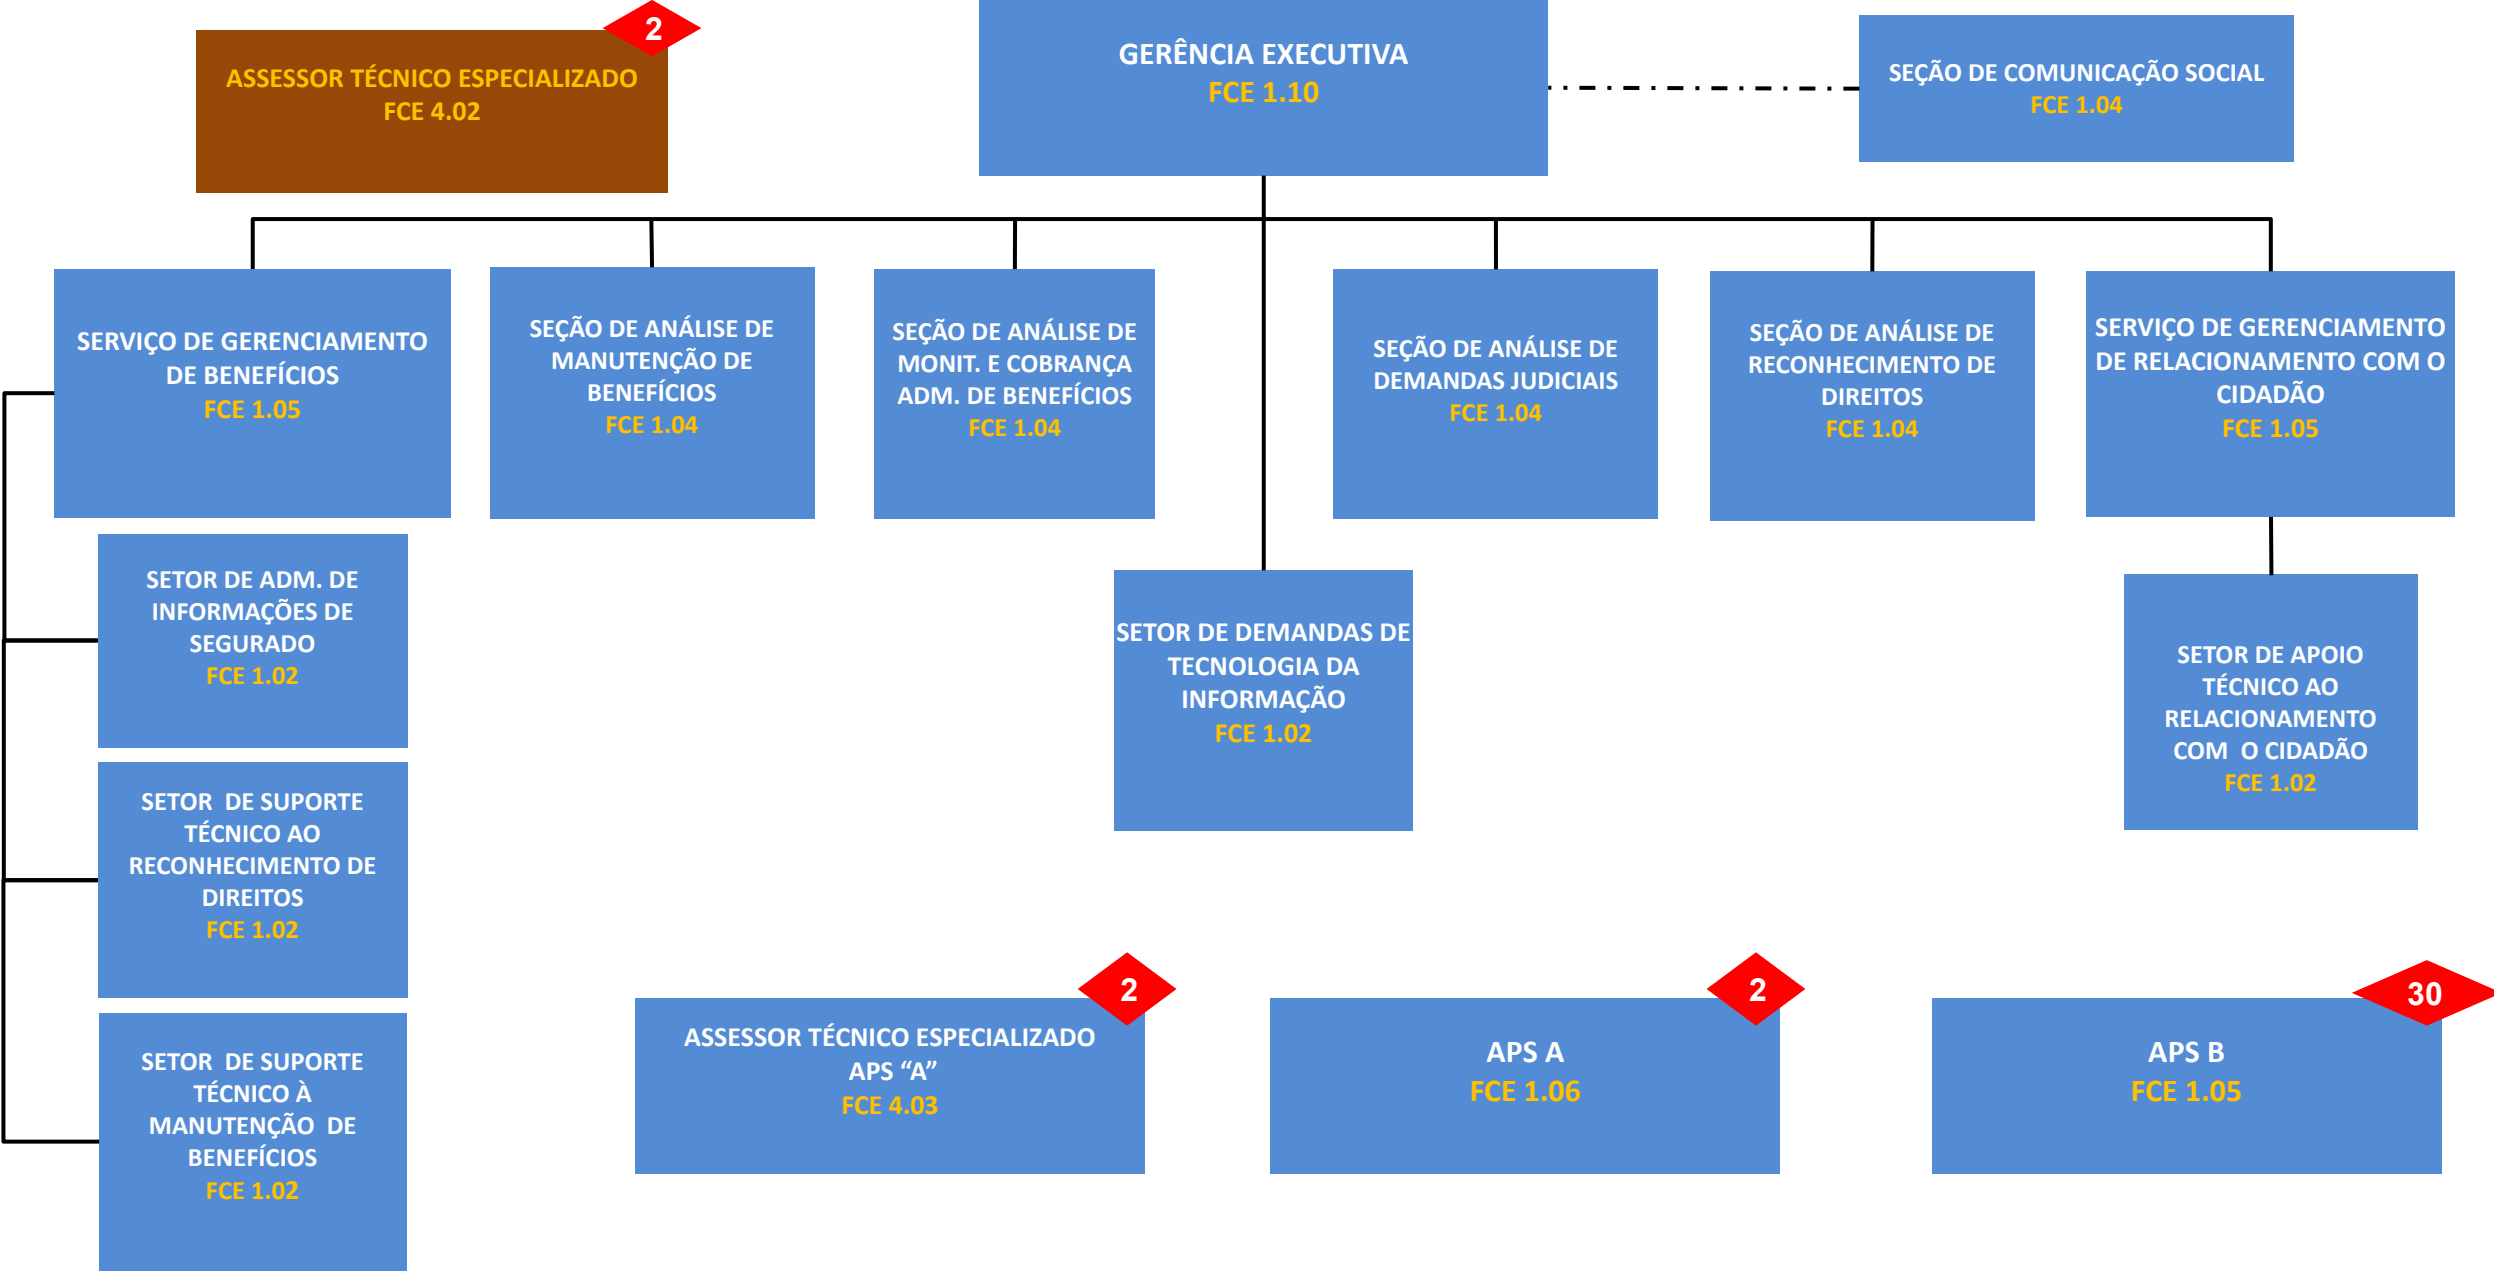 2
ASSESSOR TÉCNICO ESPECIALIZADO
FCE 4.02
GERÊNCIA EXECUTIVA
FCE 1.10
SEÇÃO DE COMUNICAÇÃO SOCIAL
FCE 1.04
SERVIÇO DE GERENCIAMENTO
DE BENEFÍCIOS
FCE 1.05
SEÇÃO DE ANÁLISE DE
MANUTENÇÃO DE
BENEFÍCIOS
FCE 1.04
SEÇÃO DE ANÁLISE DE
MONIT. E COBRANÇA
ADM. DE BENEFÍCIOS
FCE 1.04
SEÇÃO DE ANÁLISE DE
DEMANDAS JUDICIAIS
FCE 1.04
SEÇÃO DE ANÁLISE DE
RECONHECIMENTO DE
DIREITOS
FCE 1.04
SERVIÇO DE GERENCIAMENTO
DE RELACIONAMENTO COM O
CIDADÃO
FCE 1.05
SETOR DE ADM. DE
INFORMAÇÕES DE
SEGURADO
FCE 1.02
SETOR DE DEMANDAS DE
TECNOLOGIA DA
INFORMAÇÃO
FCE 1.02
SETOR DE APOIO
TÉCNICO AO
RELACIONAMENTO
COM  O CIDADÃO
FCE 1.02
SETOR  DE SUPORTE
TÉCNICO AO
RECONHECIMENTO DE
DIREITOS
FCE 1.02
SETOR  DE SUPORTE
TÉCNICO À
MANUTENÇÃO  DE
BENEFÍCIOS
FCE 1.02
2
ASSESSOR TÉCNICO ESPECIALIZADO
APS “A”
FCE 4.03
2
APS A
FCE 1.06
30
APS B
FCE 1.05